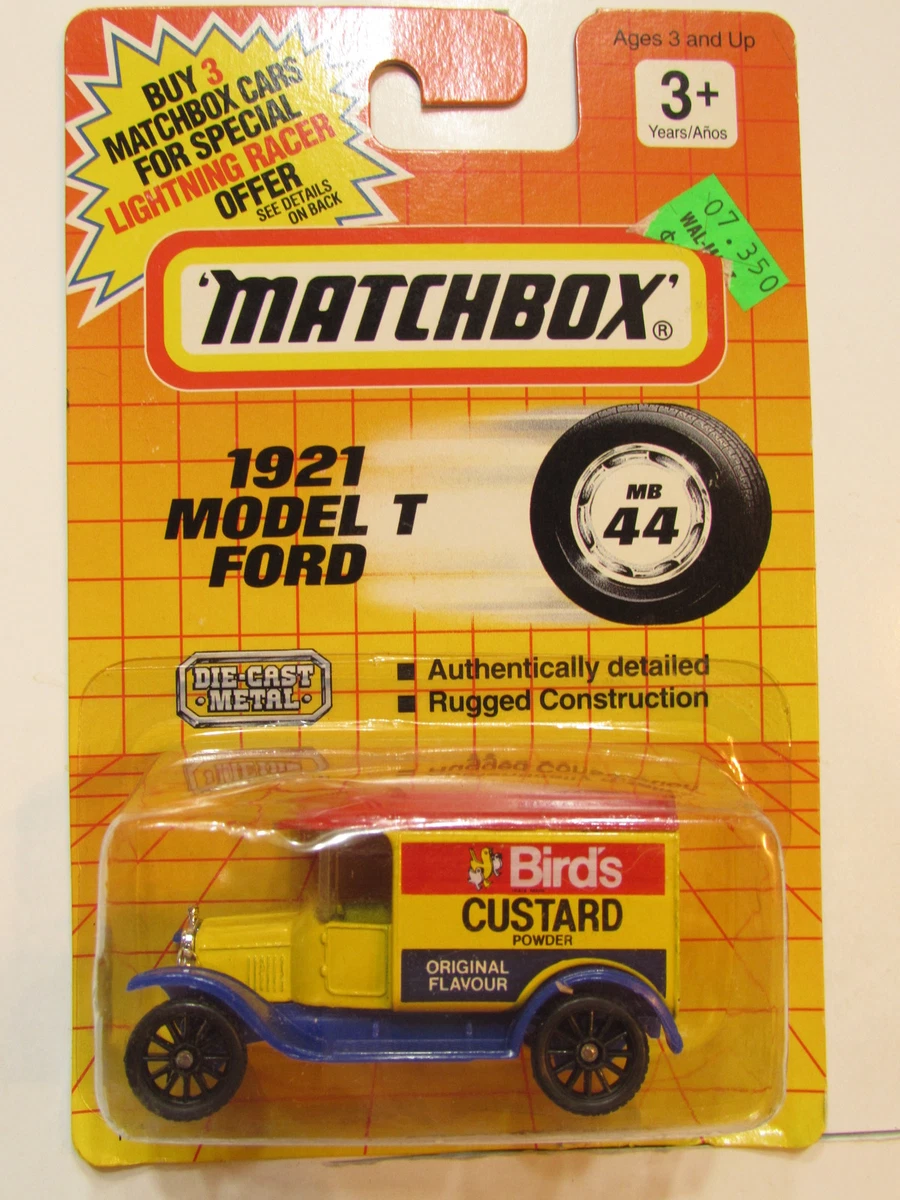 BUY 3
MATCHBOX CARS
FOR SPECIAL
LIGHTNING RACER
OFFER
SEE DETAILS
ON BACK
Ages 3 and Up
3+
Years/Años
07.350
'MATCHBOX'®
1921
MODEL T
FORD
MB
44
DIE-CAST
METAL
■ Authentically detailed
■ Rugged Construction
Bird's
CUSTARD
POWDER
ORIGINAL
FLAVOUR